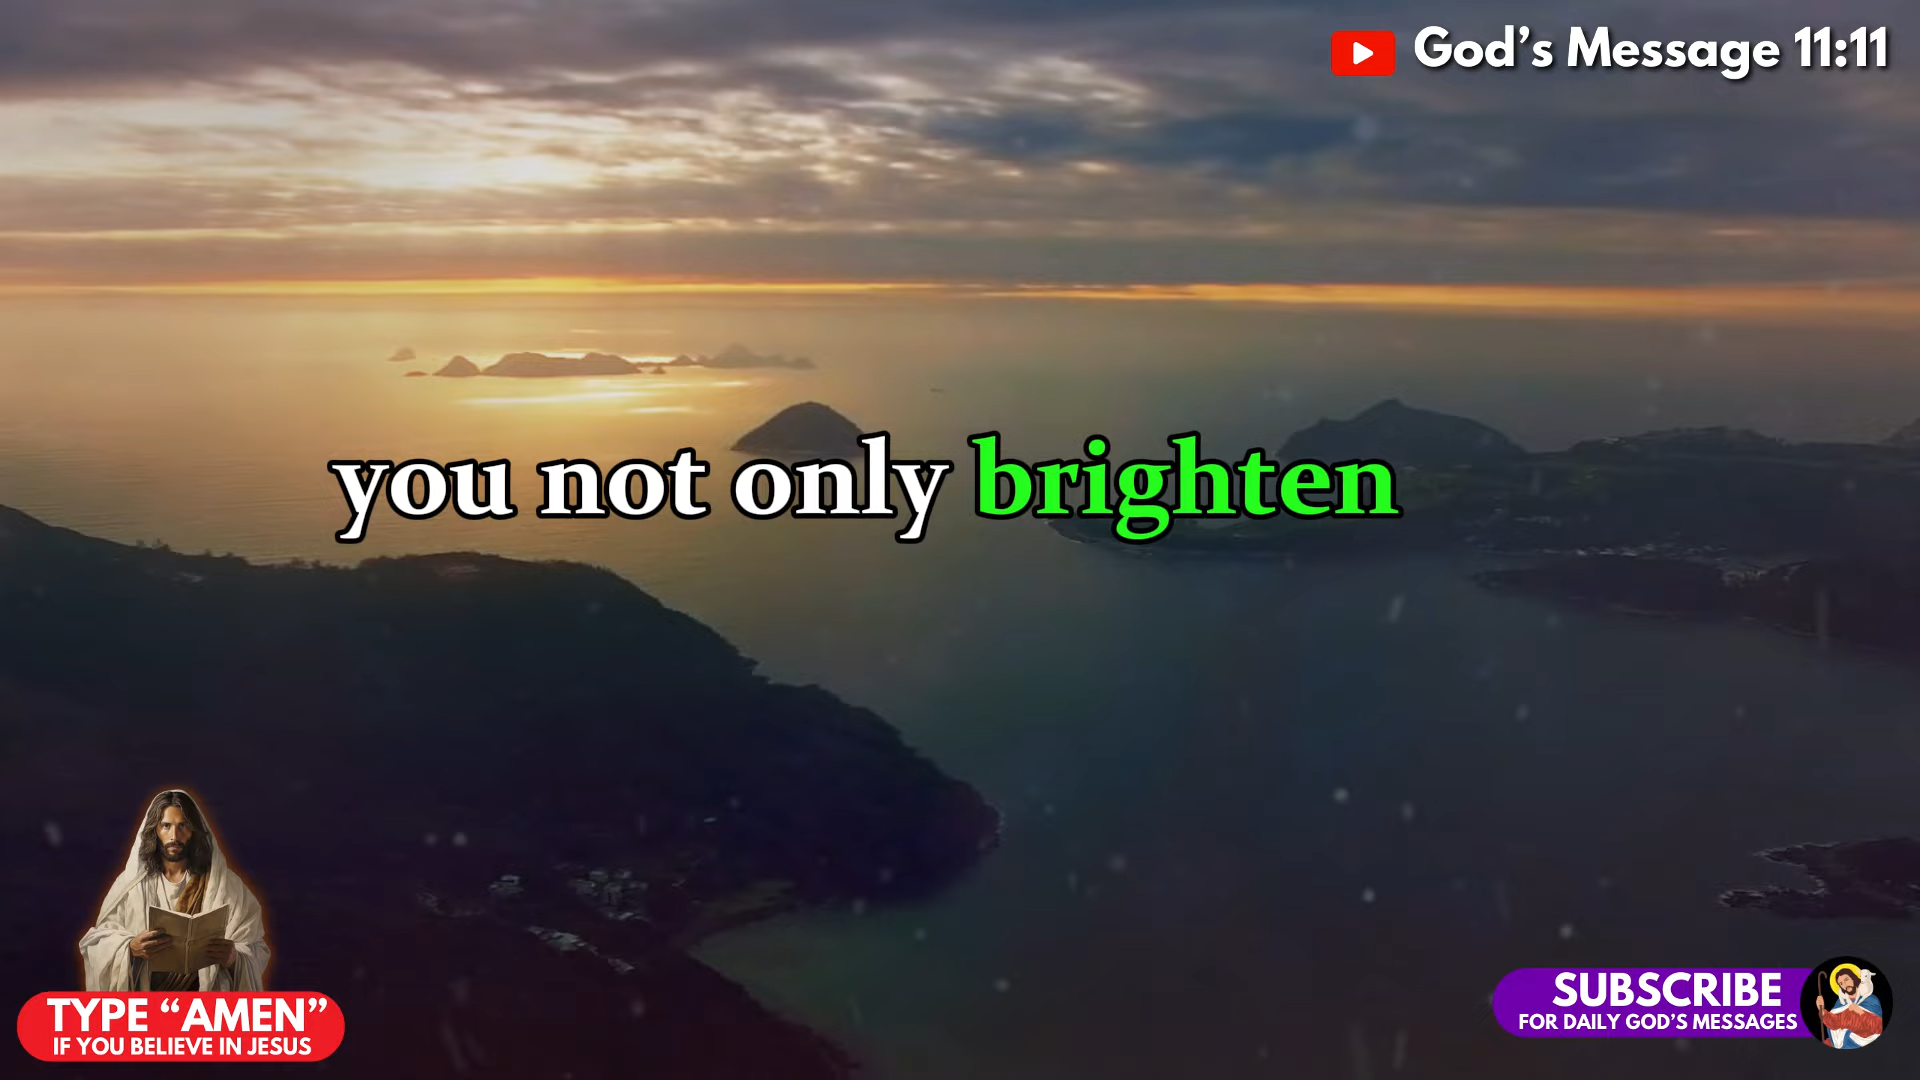 God’s Message 11:11
you not only brighten
TYPE “AMEN”
IF YOU BELIEVE IN JESUS
SUBSCRIBE
FOR DAILY GOD’S MESSAGES